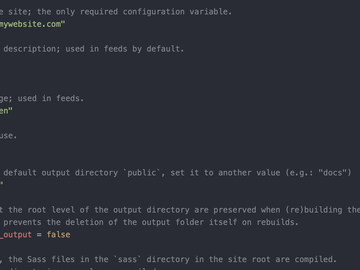 e site; the only required configuration variable.
mywebsite.com"
description; used in feeds by default.
ge; used in feeds.
en"
use.
default output directory `public`, set it to another value (e.g.: "docs")
"
t the root level of the output directory are preserved when (re)building the
prevents the deletion of the output folder itself on rebuilds.
_output = false
, the Sass files in the `sass` directory in the site root are compiled.